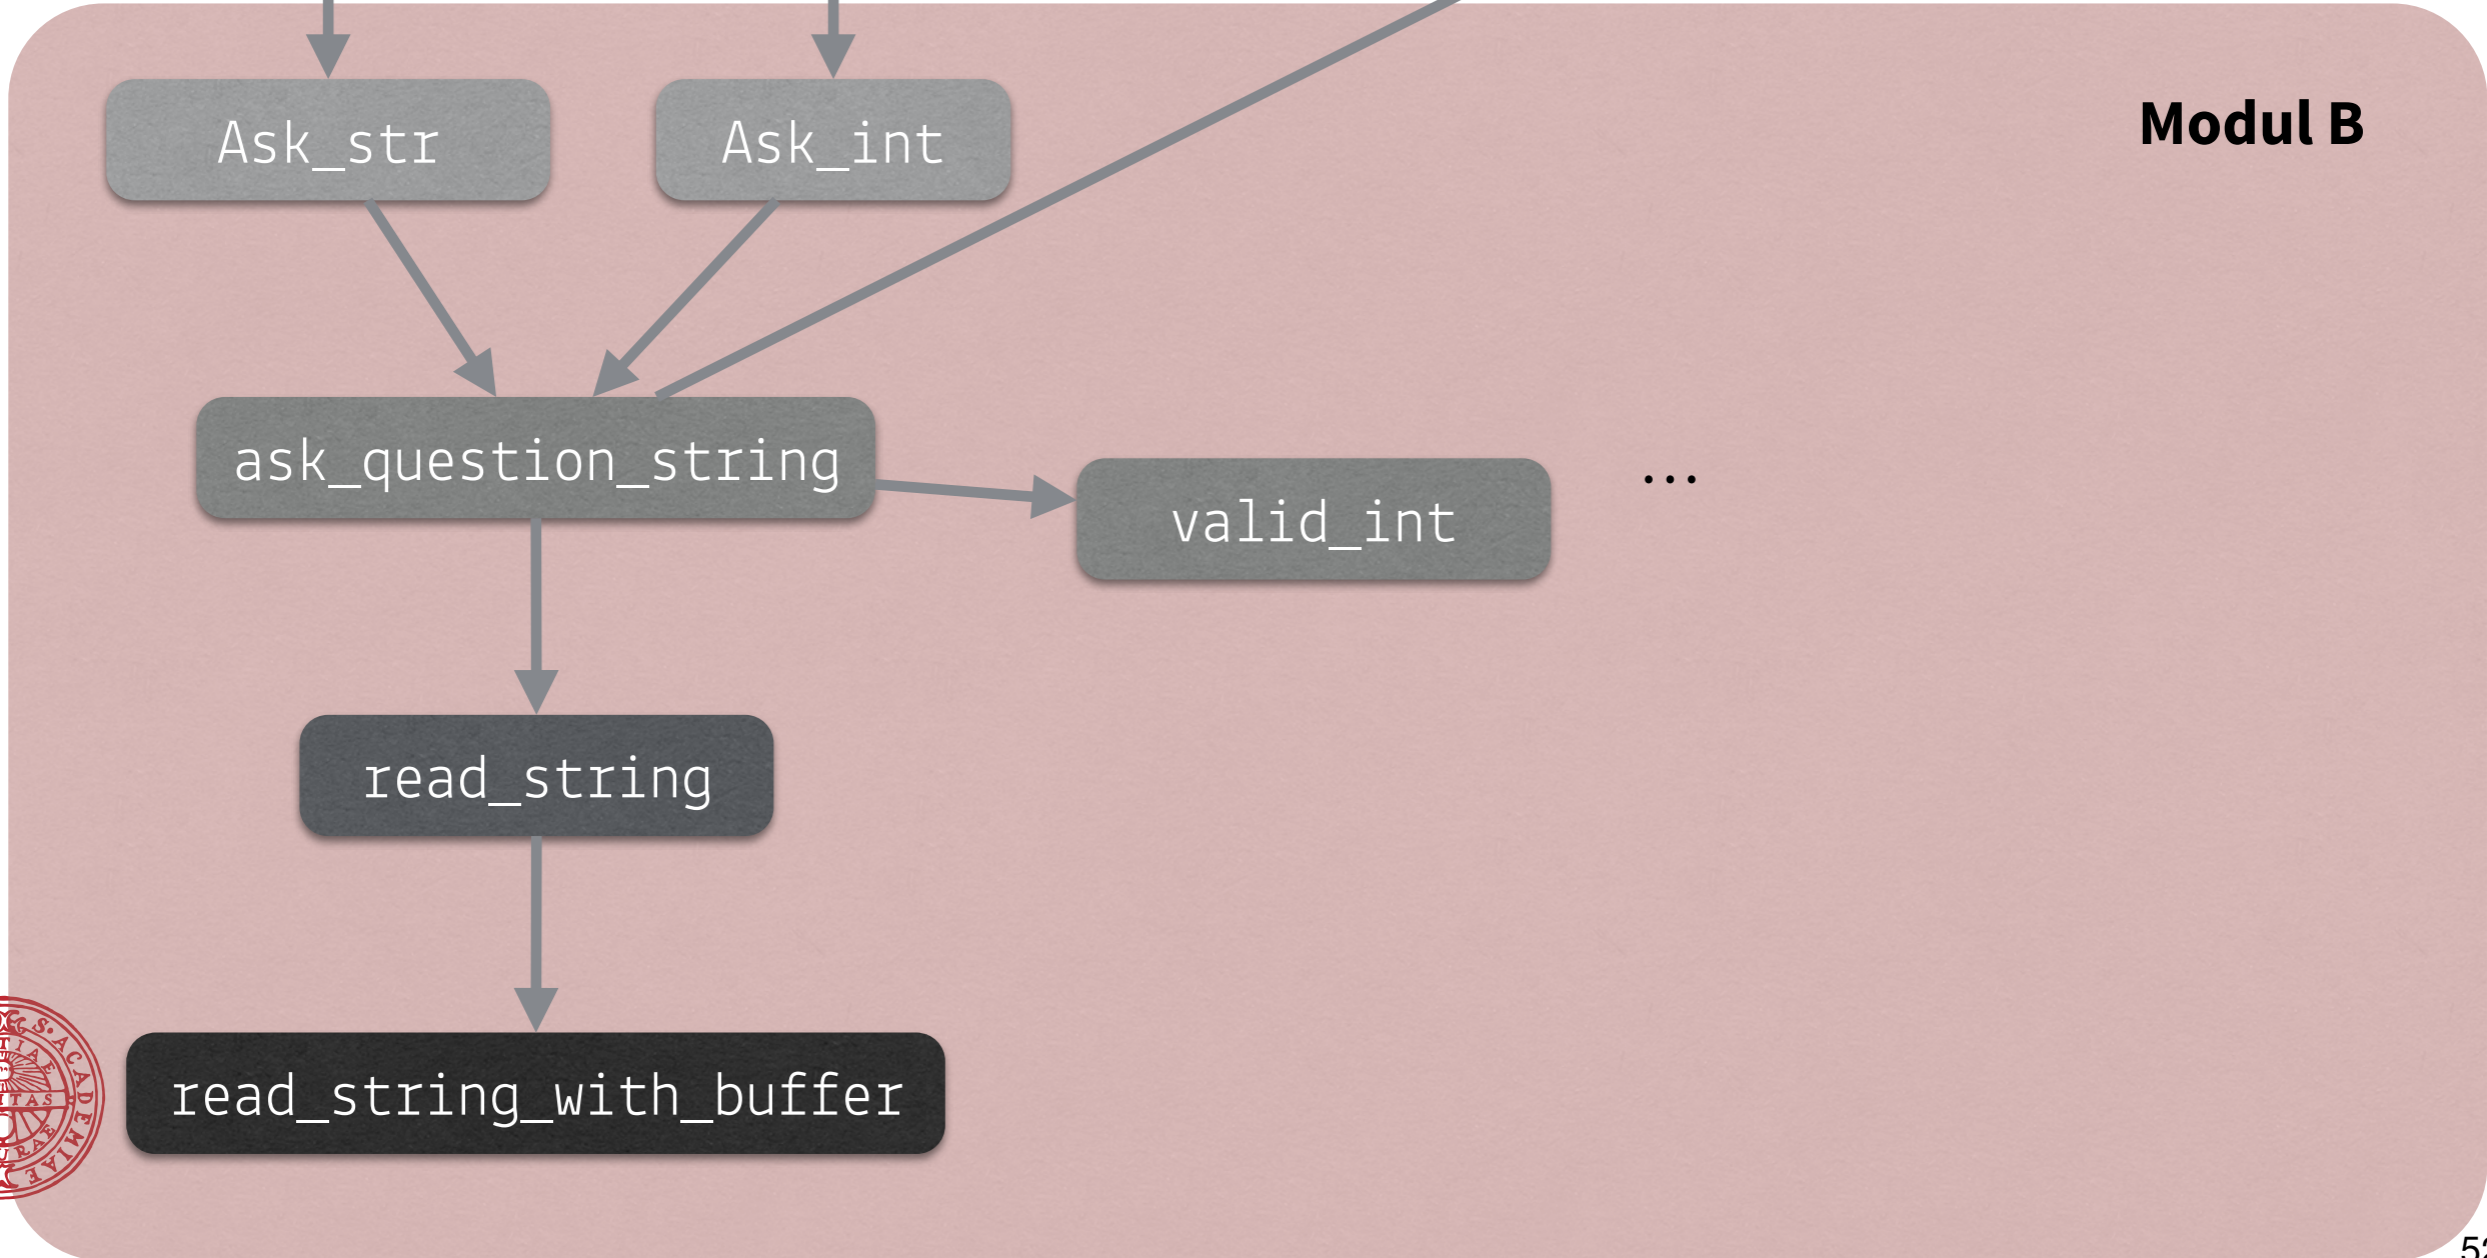 Modul B
Ask_str
Ask_int
ask_question_string
valid_int
...
read_string
read_string_with_buffer